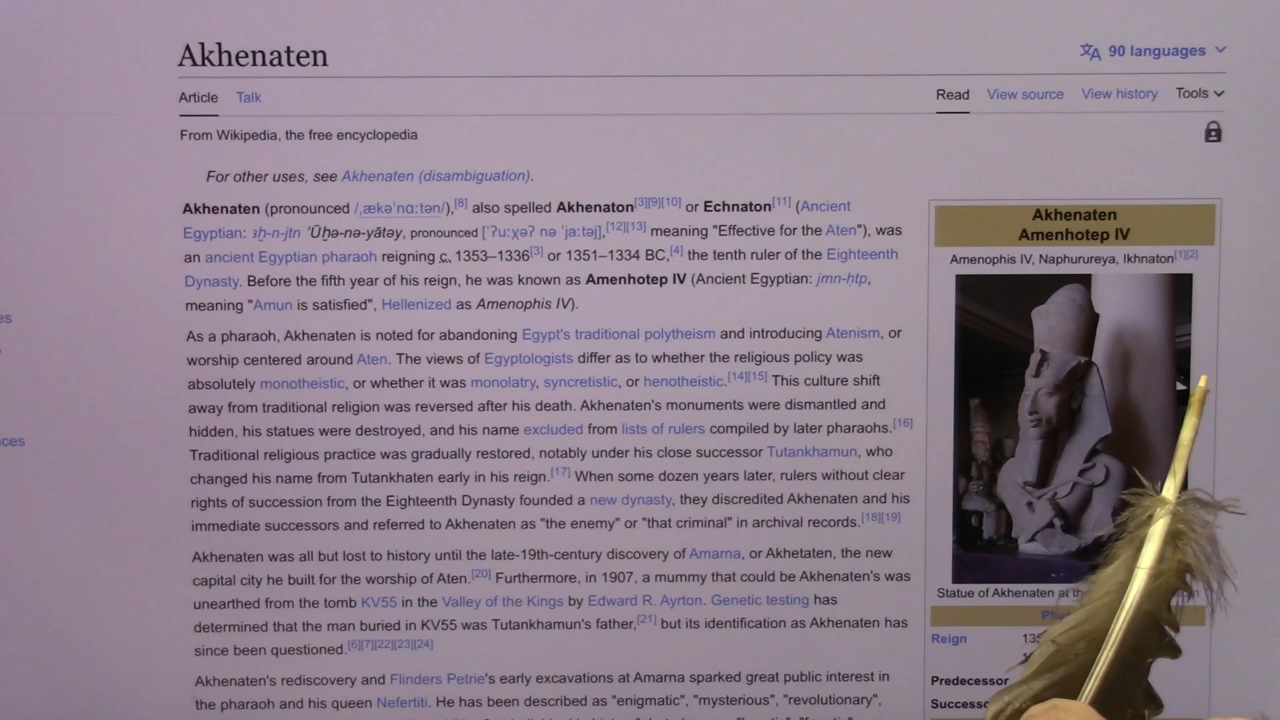 Akhenaten
90 languages
Article Talk
Read View source View history Tools
From Wikipedia, the free encyclopedia
For other uses, see Akhenaten (disambiguation).
Akhenaten (pronounced /ˌækəˈnɑːtən/),[8] also spelled Akhenaton[3][9][10] or Echnaton[11] (Ancient
Egyptian: ꜣḫ-n-jtn ʾŪḫə-nə-yātəy, pronounced [ˈʔuːχəʔ nə ˈjaːtəj],[12][13] meaning "Effective for the Aten"), was
an ancient Egyptian pharaoh reigning c. 1353–1336[3] or 1351–1334 BC,[4] the tenth ruler of the Eighteenth
Dynasty. Before the fifth year of his reign, he was known as Amenhotep IV (Ancient Egyptian: jmn-ḥtp,
meaning "Amun is satisfied", Hellenized as Amenophis IV).
As a pharaoh, Akhenaten is noted for abandoning Egypt's traditional polytheism and introducing Atenism, or
worship centered around Aten. The views of Egyptologists differ as to whether the religious policy was
absolutely monotheistic, or whether it was monolatry, syncretistic, or henotheistic.[14][15] This culture shift
away from traditional religion was reversed after his death. Akhenaten's monuments were dismantled and
hidden, his statues were destroyed, and his name excluded from lists of rulers compiled by later pharaohs.[16]
Traditional religious practice was gradually restored, notably under his close successor Tutankhamun, who
changed his name from Tutankhaten early in his reign.[17] When some dozen years later, rulers without clear
rights of succession from the Eighteenth Dynasty founded a new dynasty, they discredited Akhenaten and his
immediate successors and referred to Akhenaten as "the enemy" or "that criminal" in archival records.[18][19]
Akhenaten was all but lost to history until the late-19th-century discovery of Amarna, or Akhetaten, the new
capital city he built for the worship of Aten.[20] Furthermore, in 1907, a mummy that could be Akhenaten's was
unearthed from the tomb KV55 in the Valley of the Kings by Edward R. Ayrton. Genetic testing has
determined that the man buried in KV55 was Tutankhamun's father,[21] but its identification as Akhenaten has
since been questioned.[6][7][22][23][24]
Akhenaten's rediscovery and Flinders Petrie's early excavations at Amarna sparked great public interest in
the pharaoh and his queen Nefertiti. He has been described as "enigmatic", "mysterious", "revolutionary",
Akhenaten
Amenhotep IV
Amenophis IV, Naphurureya, Ikhnaton[1][2]
Statue of Akhenaten at
Reign
Predecessor